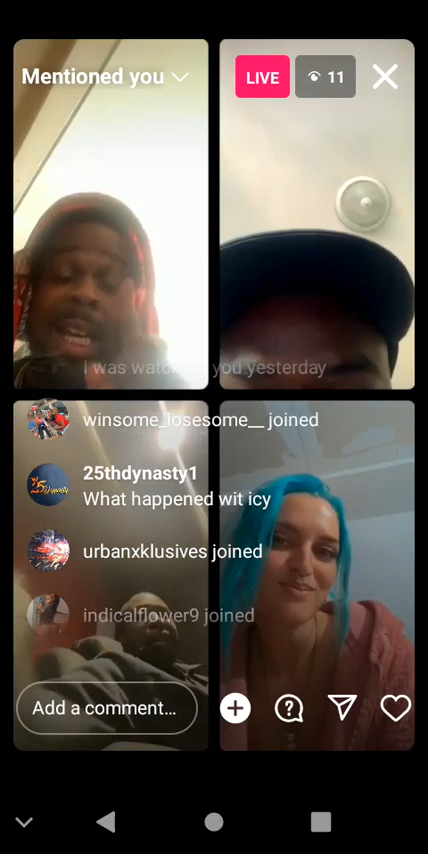 Mentioned you
LIVE
11
I was watching you yesterday
winsome_losesome__ joined
25thdynasty1
What happened wit icy
urbanxklusives joined
indicalflower9 joined
Add a comment...